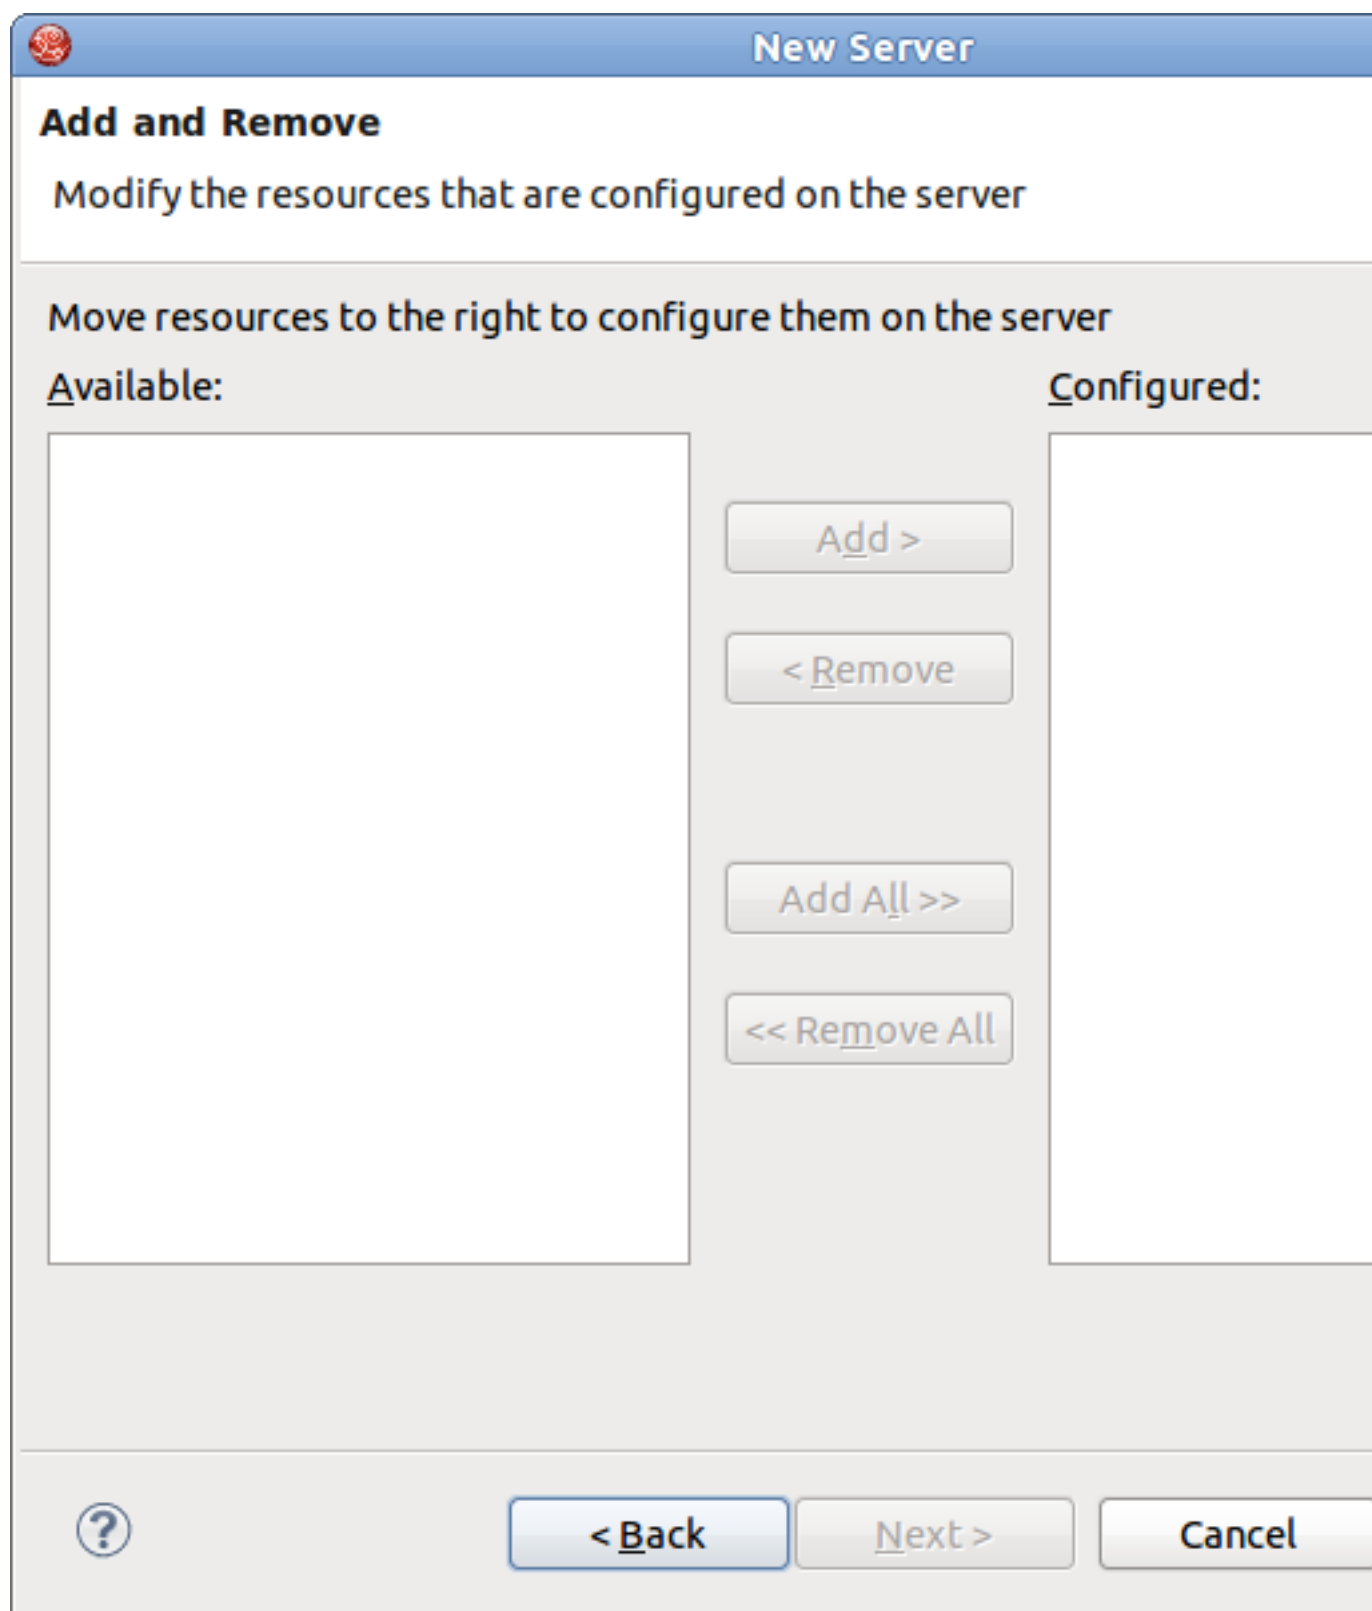 New Server
Add and Remove
Modify the resources that are configured on the server
Move resources to the right to configure them on the server
Available:
Configured:
Add >
< Remove
Add All >>
<< Remove All
?
< Back
Next >
Cancel